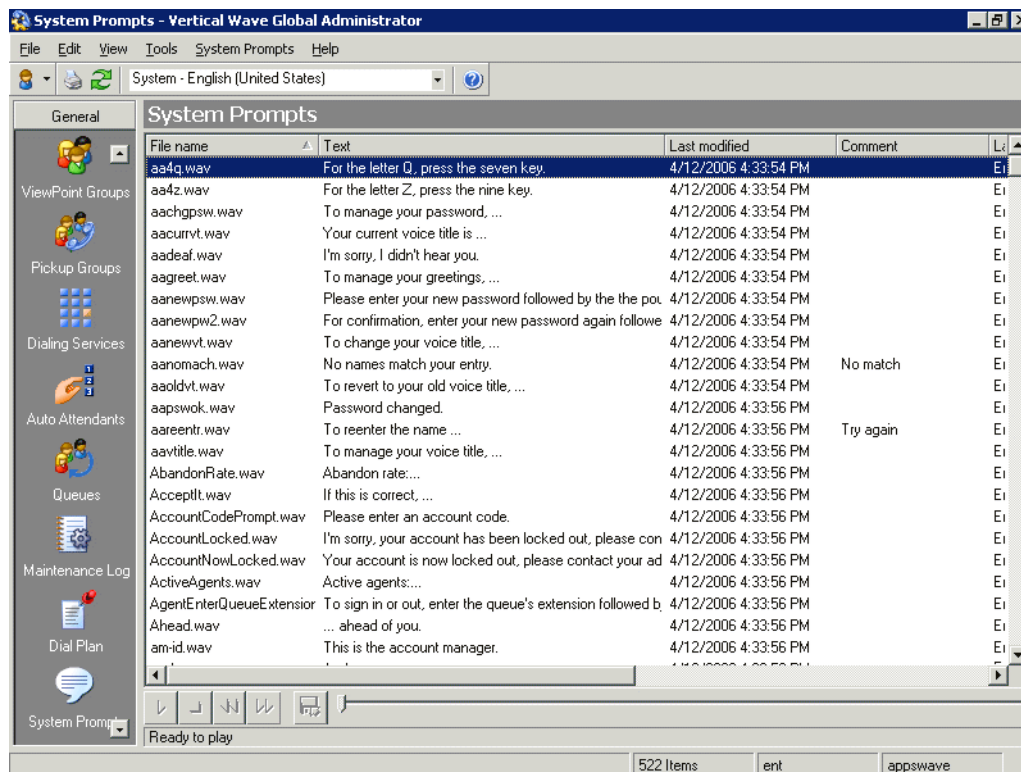 System Prompts - Vertical Wave Global Administrator
File Edit View Tools System Prompts Help
System - English (United States)
General
System Prompts
File name Text Last modified Comment
aa4q.wav For the letter Q, press the seven key. 4/12/2006 4:33:54 PM
aa4z.wav For the letter Z, press the nine key. 4/12/2006 4:33:54 PM
ViewPoint Groups
aachgpsw.wav To manage your password, ... 4/12/2006 4:33:54 PM
aacurrvt.wav Your current voice title is ... 4/12/2006 4:33:54 PM
aadeaf.wav I'm sorry, I didn't hear you. 4/12/2006 4:33:54 PM
Pickup Groups
aagreet.wav To manage your greetings, ... 4/12/2006 4:33:54 PM
aanewpsw.wav Please enter your new password followed by the the pou 4/12/2006 4:33:54 PM
aanewpw2.wav For confirmation, enter your new password again followe 4/12/2006 4:33:54 PM
Dialing Services
aanewvt.wav To change your voice title, ... 4/12/2006 4:33:54 PM
aanomach.wav No names match your entry. 4/12/2006 4:33:54 PM No match
aaoldvt.wav To revert to your old voice title, ... 4/12/2006 4:33:54 PM
aapswok.wav Password changed. 4/12/2006 4:33:56 PM
Auto Attendants
aareentr.wav To reenter the name ... 4/12/2006 4:33:56 PM Try again
aavtitle.wav To manage your voice title, ... 4/12/2006 4:33:56 PM
AbandonRate.wav Abandon rate:... 4/12/2006 4:33:56 PM
Queues
AcceptIt.wav If this is correct, ... 4/12/2006 4:33:56 PM
AccountCodePrompt.wav Please enter an account code. 4/12/2006 4:33:56 PM
AccountLocked.wav I'm sorry, your account has been locked out, please con 4/12/2006 4:33:56 PM
AccountNowLocked.wav Your account is now locked out, please contact your ad 4/12/2006 4:33:56 PM
Maintenance Log
ActiveAgents.wav Active agents:... 4/12/2006 4:33:56 PM
AgentEnterQueueExtension To sign in or out, enter the queue's extension followed b 4/12/2006 4:33:56 PM
Ahead.wav ... ahead of you. 4/12/2006 4:33:56 PM
Dial Plan
am-id.wav This is the account manager. 4/12/2006 4:33:56 PM
System Prompt
Ready to play
522 Items ent appswave